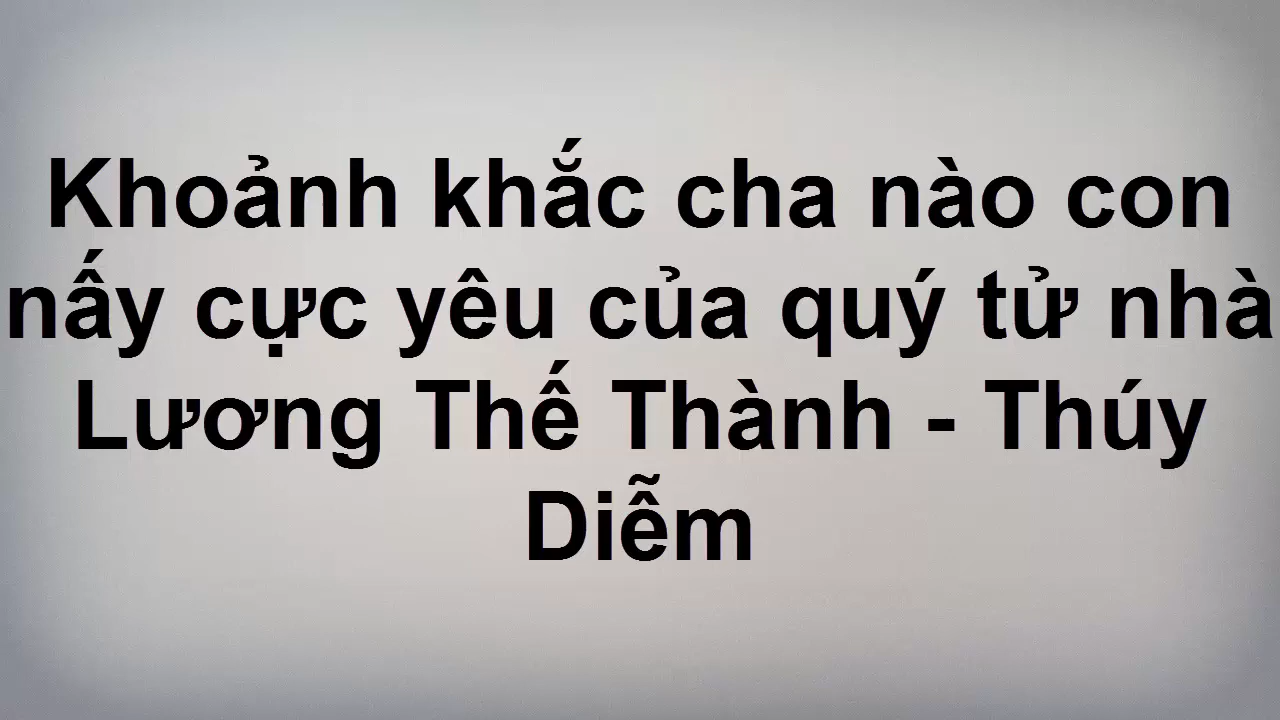 Khoảnh khắc cha nào con
nấy cực yêu của quý tử nhà
Lương Thế Thành - Thúy
Diễm